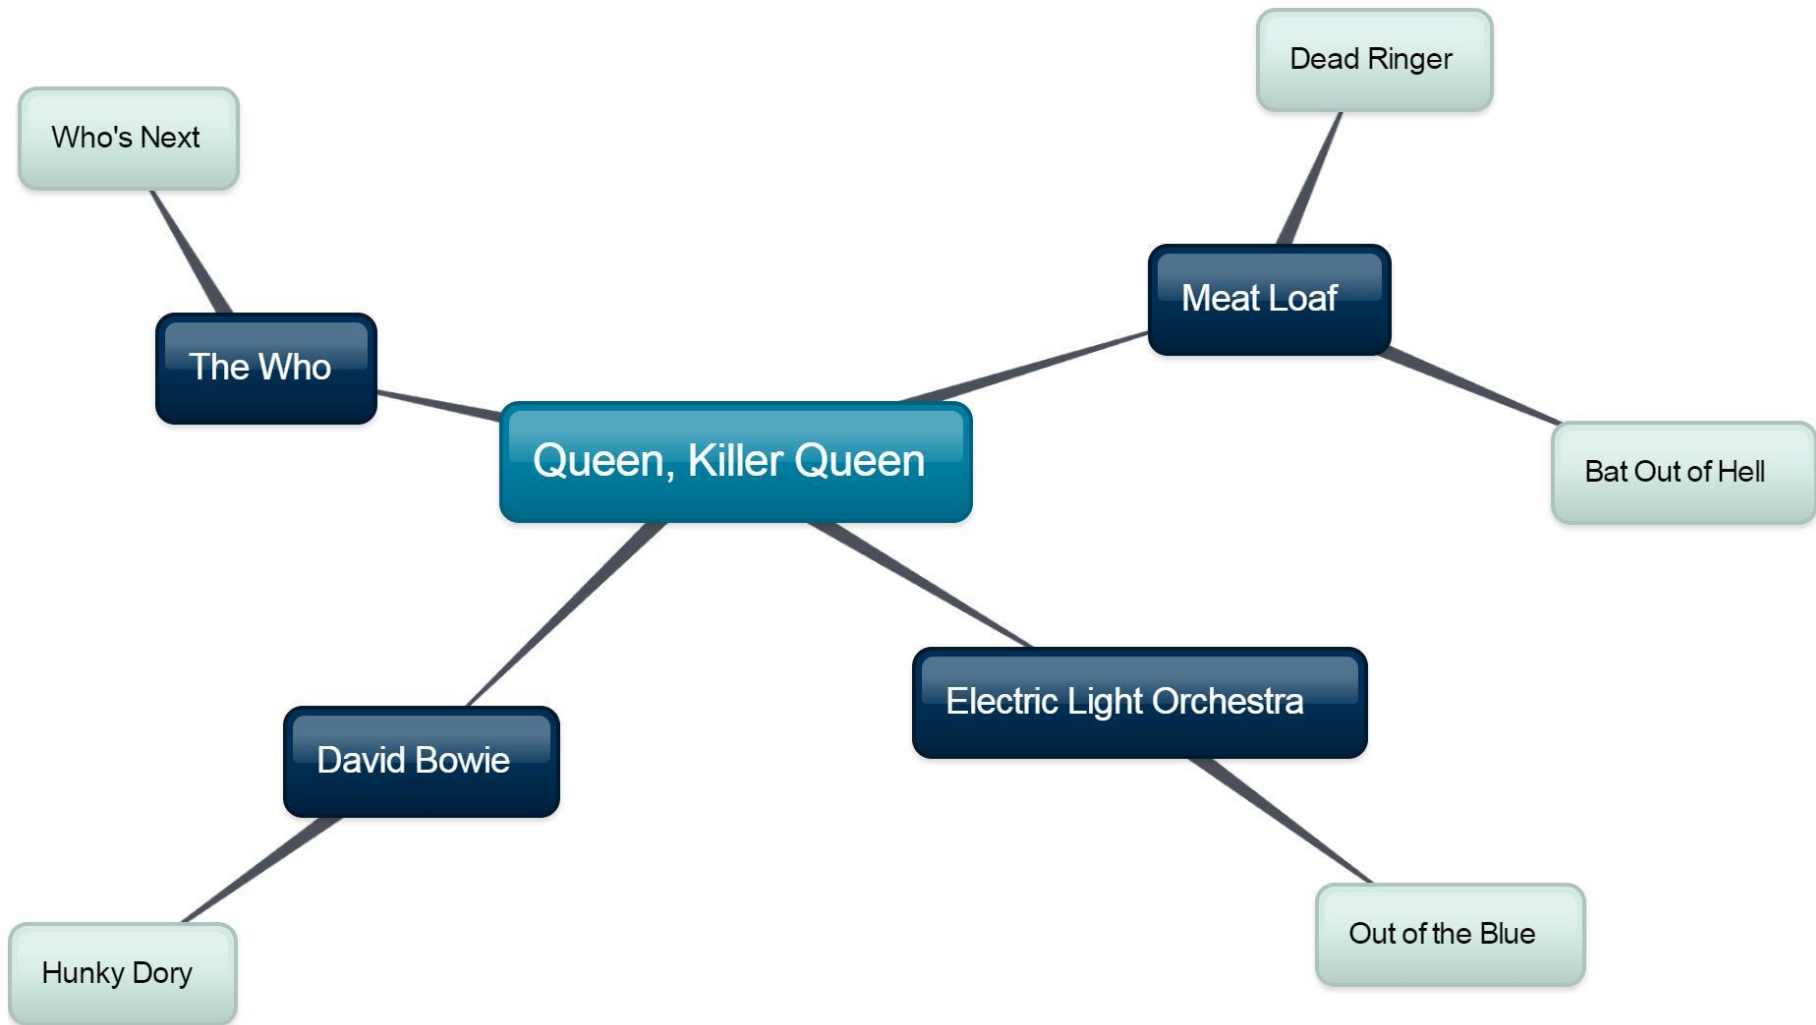 Dead Ringer
Who's Next
Meat Loaf
The Who
Queen, Killer Queen
Bat Out of Hell
Electric Light Orchestra
David Bowie
Out of the Blue
Hunky Dory